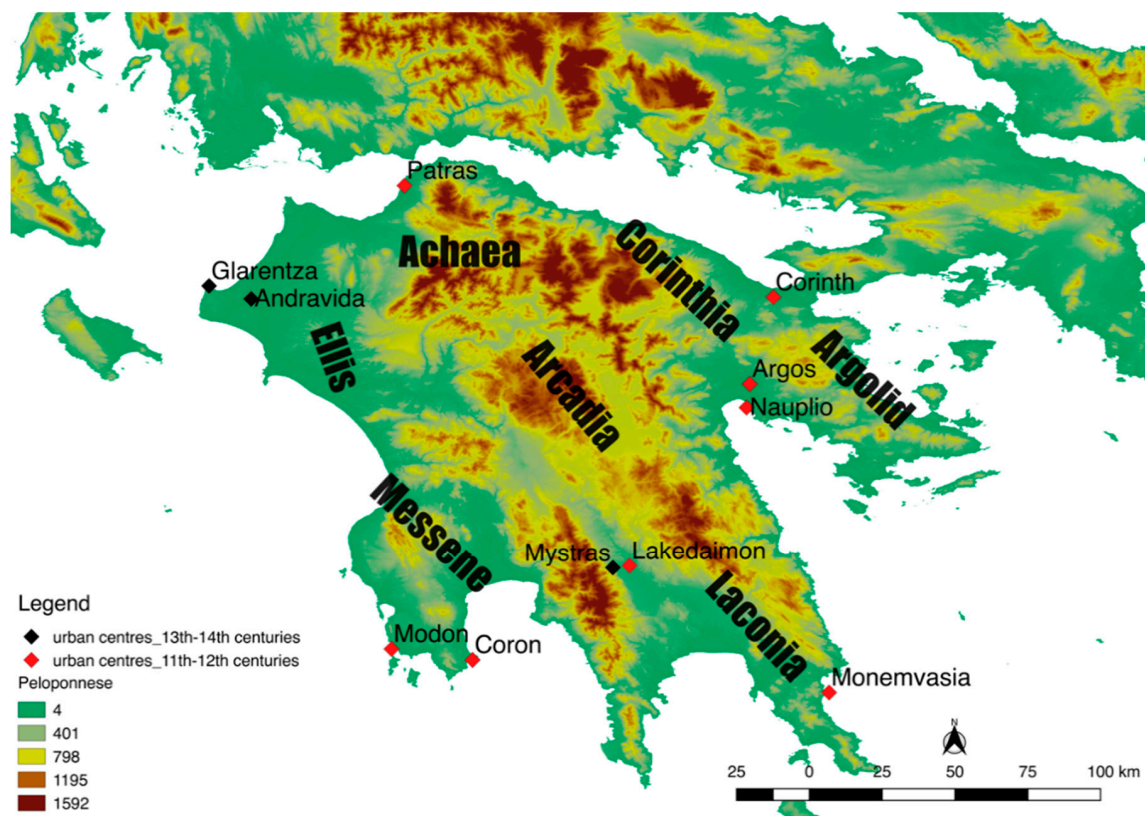 Patras
Achaea
Corinthia
Glarentza
Andravida
Corinth
Ellis
Arcadia
Argolid
Argos
Nauplio
Messene
Mystras
Lakedaimon
Laconia
Modon
Coron
Monemvasia
Legend
urban centres_13th-14th centuries
urban centres_11th-12th centuries
Peloponnese
4
401
798
1195
1592
N
25 0 25 50 75 100 km